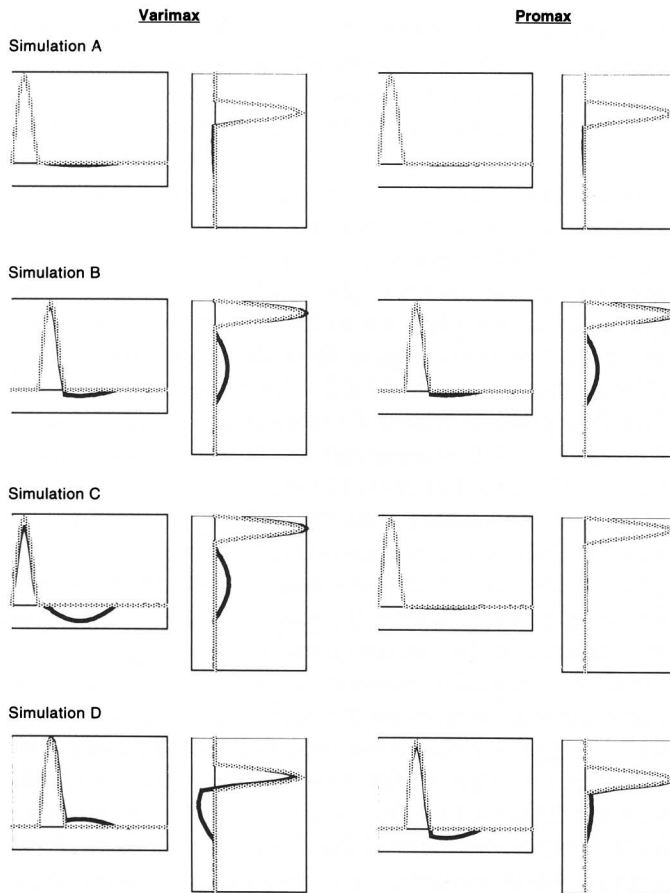 Varimax Promax
Simulation A
Simulation B
Simulation C
Simulation D